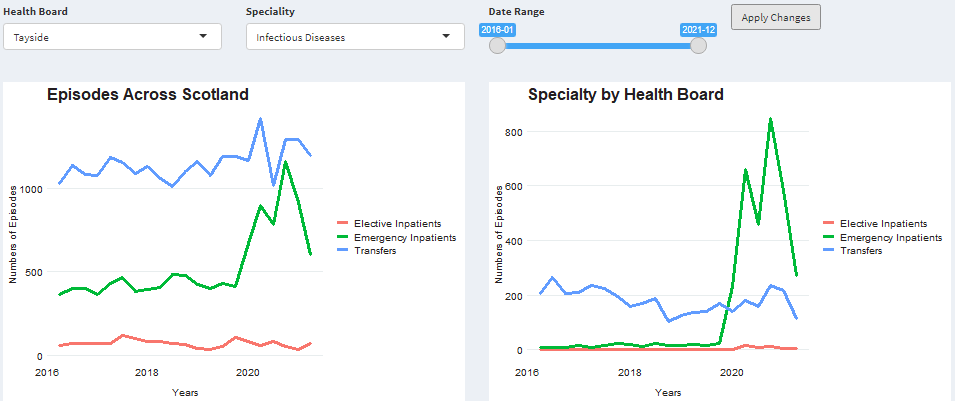 Health Board
Speciality
Date Range
Tayside
Infectious Diseases
2016-01
2021-12
Apply Changes
Episodes Across Scotland
Numbers of Episodes
1000
500
0
2016
2018
2020
Years
Elective Inpatients
Emergency Inpatients
Transfers
Specialty by Health Board
Numbers of Episodes
800
600
400
200
0
2016
2018
2020
Years
Elective Inpatients
Emergency Inpatients
Transfers